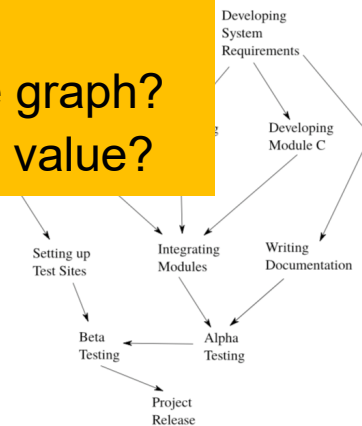 graph?
value?
Developing
System
Requirements
Developing
Module C
Setting up
Test Sites
Integrating
Modules
Writing
Documentation
Beta
Testing
Alpha
Testing
Project
Release